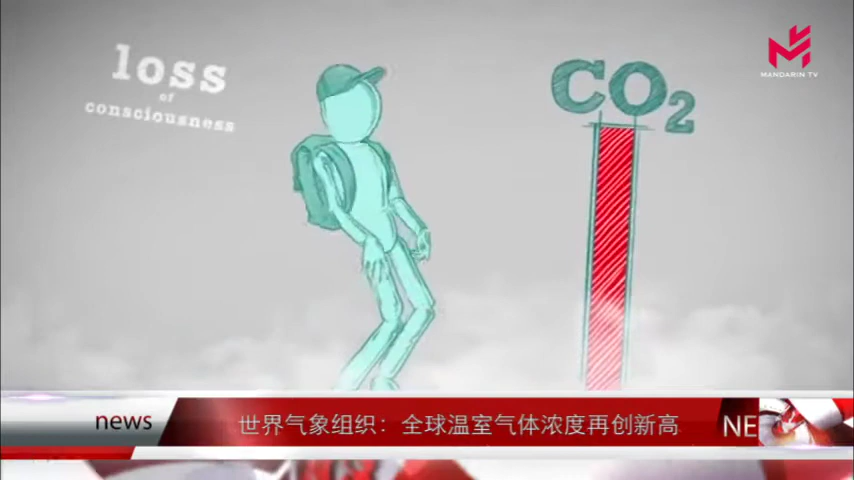 loss
of
consciousness
CO2
MANDARIN TV
news
世界气象组织：全球温室气体浓度再创新高
NE